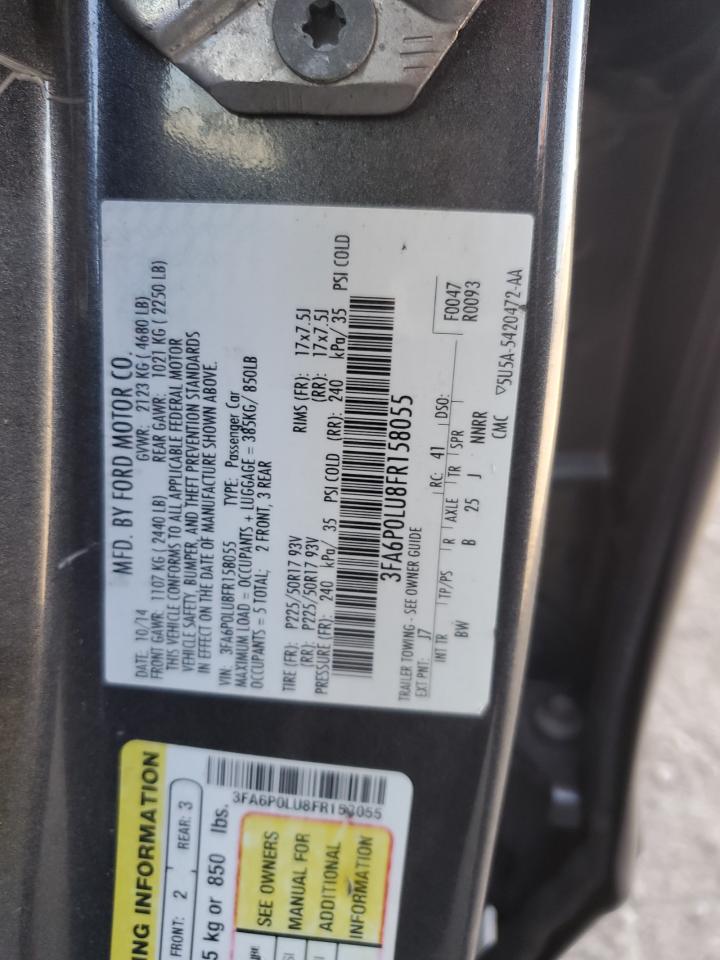 MFD. BY FORD MOTOR CO.
DATE: 10/14 GVWR: 2123 KG ( 4680 LB)
FRONT GAWR: 1107 KG ( 2440 LB) REAR GAWR: 1021 KG ( 2250 LB)
THIS VEHICLE CONFORMS TO ALL APPLICABLE FEDERAL MOTOR
VEHICLE SAFETY, BUMPER, AND THEFT PREVENTION STANDARDS
IN EFFECT ON THE DATE OF MANUFACTURE SHOWN ABOVE.
VIN: 3FA6P0LU8FR158055 TYPE: Passenger Car
MAXIMUM LOAD = OCCUPANTS + LUGGAGE = 385KG/ 850LB
OCCUPANTS = 5 TOTAL; 2 FRONT, 3 REAR
TIRE (FR): P225/50R17 93V RIMS (FR): 17x7.5J
(RR): P225/50R17 93V (RR): 17x7.5J
PRESSURE (FR): 240 kPa/ 35 PSI COLD (RR): 240 kPa/ 35 PSI COLD
3FA6P0LU8FR158055
TRAILER TOWING - SEE OWNER GUIDE
EXT PNT: J7 RC: 41 DSO: F0047
INT TR TP/PS R AXLE TR SPR R0093
BW B 25 J NNRR
CMC ▽5U5A-5420472-AA
ING INFORMATION
FRONT: 2 REAR: 3
5 kg or 850 lbs.
3FA6P0LU8FR158055
SEE OWNERS
MANUAL FOR
ADDITIONAL
INFORMATION